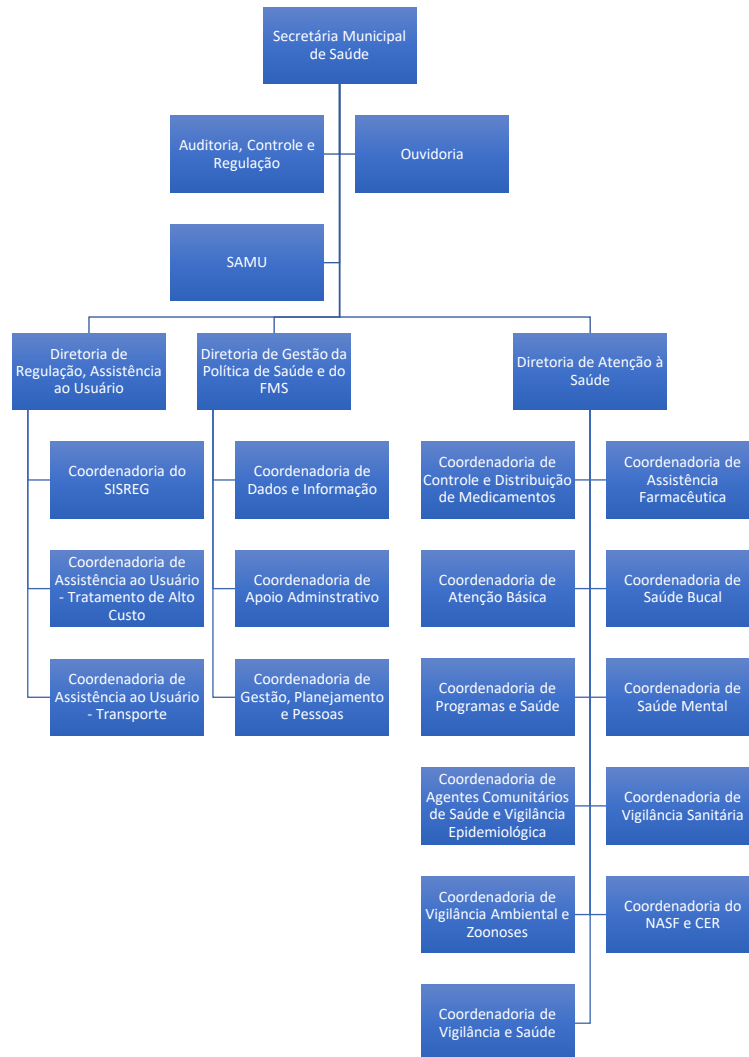 Secretária Municipal
de Saúde
Auditoria, Controle e
Regulação
Ouvidoria
SAMU
Diretoria de
Regulação, Assistência
ao Usuário
Diretoria de Gestão da
Política de Saúde e do
FMS
Diretoria de Atenção à
Saúde
Coordenadoria do
SISREG
Coordenadoria de
Dados e Informação
Coordenadoria de
Controle e Distribuição
de Medicamentos
Coordenadoria de
Assistência
Farmacêutica
Coordenadoria de
Assistência ao Usuário
- Tratamento de Alto
Custo
Coordenadoria de
Apoio Adminstrativo
Coordenadoria de
Atenção Básica
Coordenadoria de
Saúde Bucal
Coordenadoria de
Assistência ao Usuário
- Transporte
Coordenadoria de
Gestão, Planejamento
e Pessoas
Coordenadoria de
Programas e Saúde
Coordenadoria de
Saúde Mental
Coordenadoria de
Agentes Comunitários
de Saúde e Vigilância
Epidemiológica
Coordenadoria de
Vigilância Sanitária
Coordenadoria de
Vigilância Ambiental e
Zoonoses
Coordenadoria do
NASF e CER
Coordenadoria de
Vigilância e Saúde